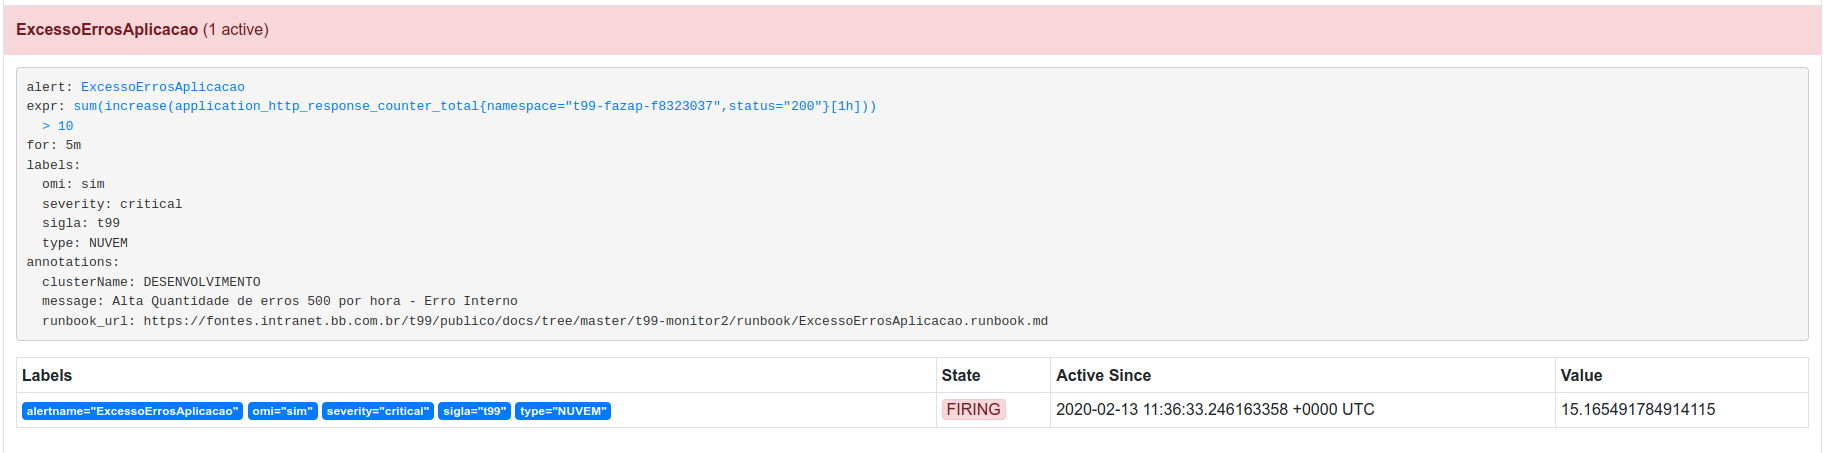 ExcessoErrosAplicacao (1 active)
alert: ExcessoErrosAplicacao
expr: sum(increase(application_http_response_counter_total{namespace="t99-fazap-f8323037",status="200"}[1h]))
  > 10
for: 5m
labels:
  omi: sim
  severity: critical
  sigla: t99
  type: NUVEM
annotations:
  clusterName: DESENVOLVIMENTO
  message: Alta Quantidade de erros 500 por hora - Erro Interno
  runbook_url: https://fontes.intranet.bb.com.br/t99/publico/docs/tree/master/t99-monitor2/runbook/ExcessoErrosAplicacao.runbook.md
Labels State Active Since Value
alertname="ExcessoErrosAplicacao" omi="sim" severity="critical" sigla="t99" type="NUVEM" FIRING 2020-02-13 11:36:33.246163358 +0000 UTC 15.165491784914115